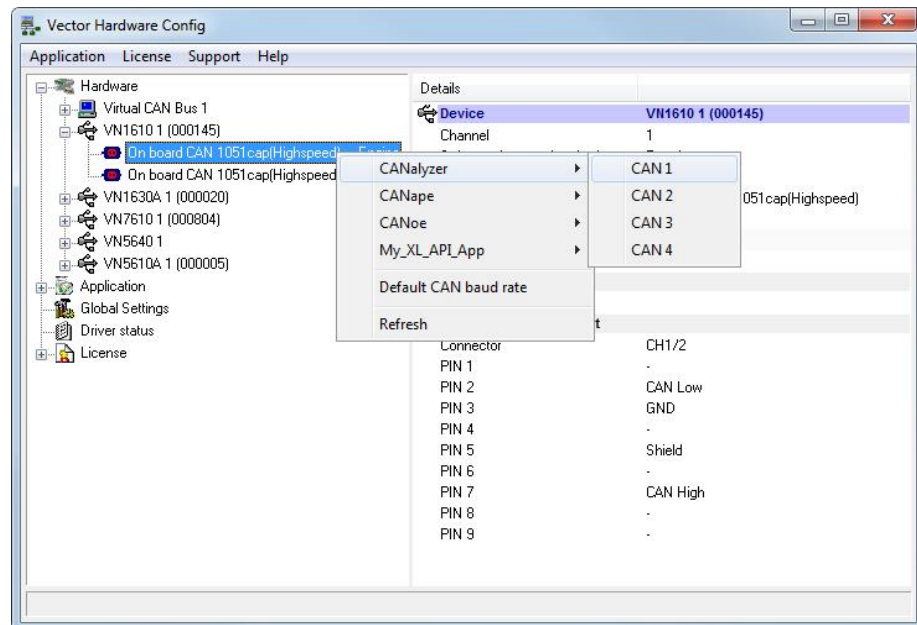 Vector Hardware Config
Application License Support Help
Hardware
Virtual CAN Bus 1
VN1610 1 (000145)
On board CAN 1051cap(Highspeed)
On board CAN 1051cap(Highspeed
VN1630A 1 (000020)
VN7610 1 (000804)
VN5640 1
VN5610A 1 (000005)
Application
Global Settings
Driver status
License
CANalyzer
CANape
CANoe
My_XL_API_App
Default CAN baud rate
Refresh
CAN 1
CAN 2
CAN 3
CAN 4
Details
Device VN1610 1 (000145)
Channel 1
051cap(Highspeed)
t
Connector CH1/2
PIN 1 -
PIN 2 CAN Low
PIN 3 GND
PIN 4 -
PIN 5 Shield
PIN 6 -
PIN 7 CAN High
PIN 8 -
PIN 9 -